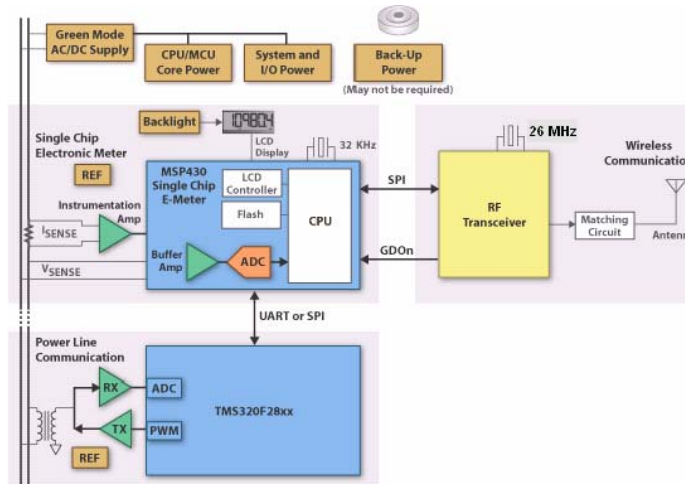 Green Mode
AC/DC Supply
CPU/MCU
Core Power
System and
I/O Power
Back-Up
Power
(May not be required)
Single Chip
Electronic Meter
REF
Backlight
109804
LCD
Display
32 KHz
MSP430
Single Chip
E-Meter
LCD
Controller
Flash
CPU
Instrumentation
Amp
ISENSE
VSENSE
Buffer
Amp
ADC
SPI
GDOn
26 MHz
RF
Transceiver
Wireless
Communication
Matching
Circuit
Antenn
UART or SPI
Power Line
Communication
RX
ADC
TX
PWM
REF
TMS320F28xx